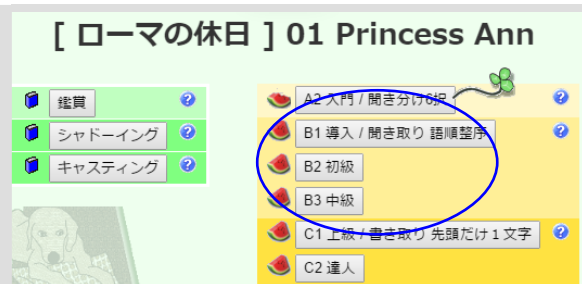 [ ローマの休日 ] 01 Princess Ann
鑑賞
シャドーイング
キャスティング
A2 入門 / 聞き分け6択
B1 導入 / 聞き取り 語順整序
B2 初級
B3 中級
C1 上級 / 書き取り 先頭だけ1文字
C2 達人